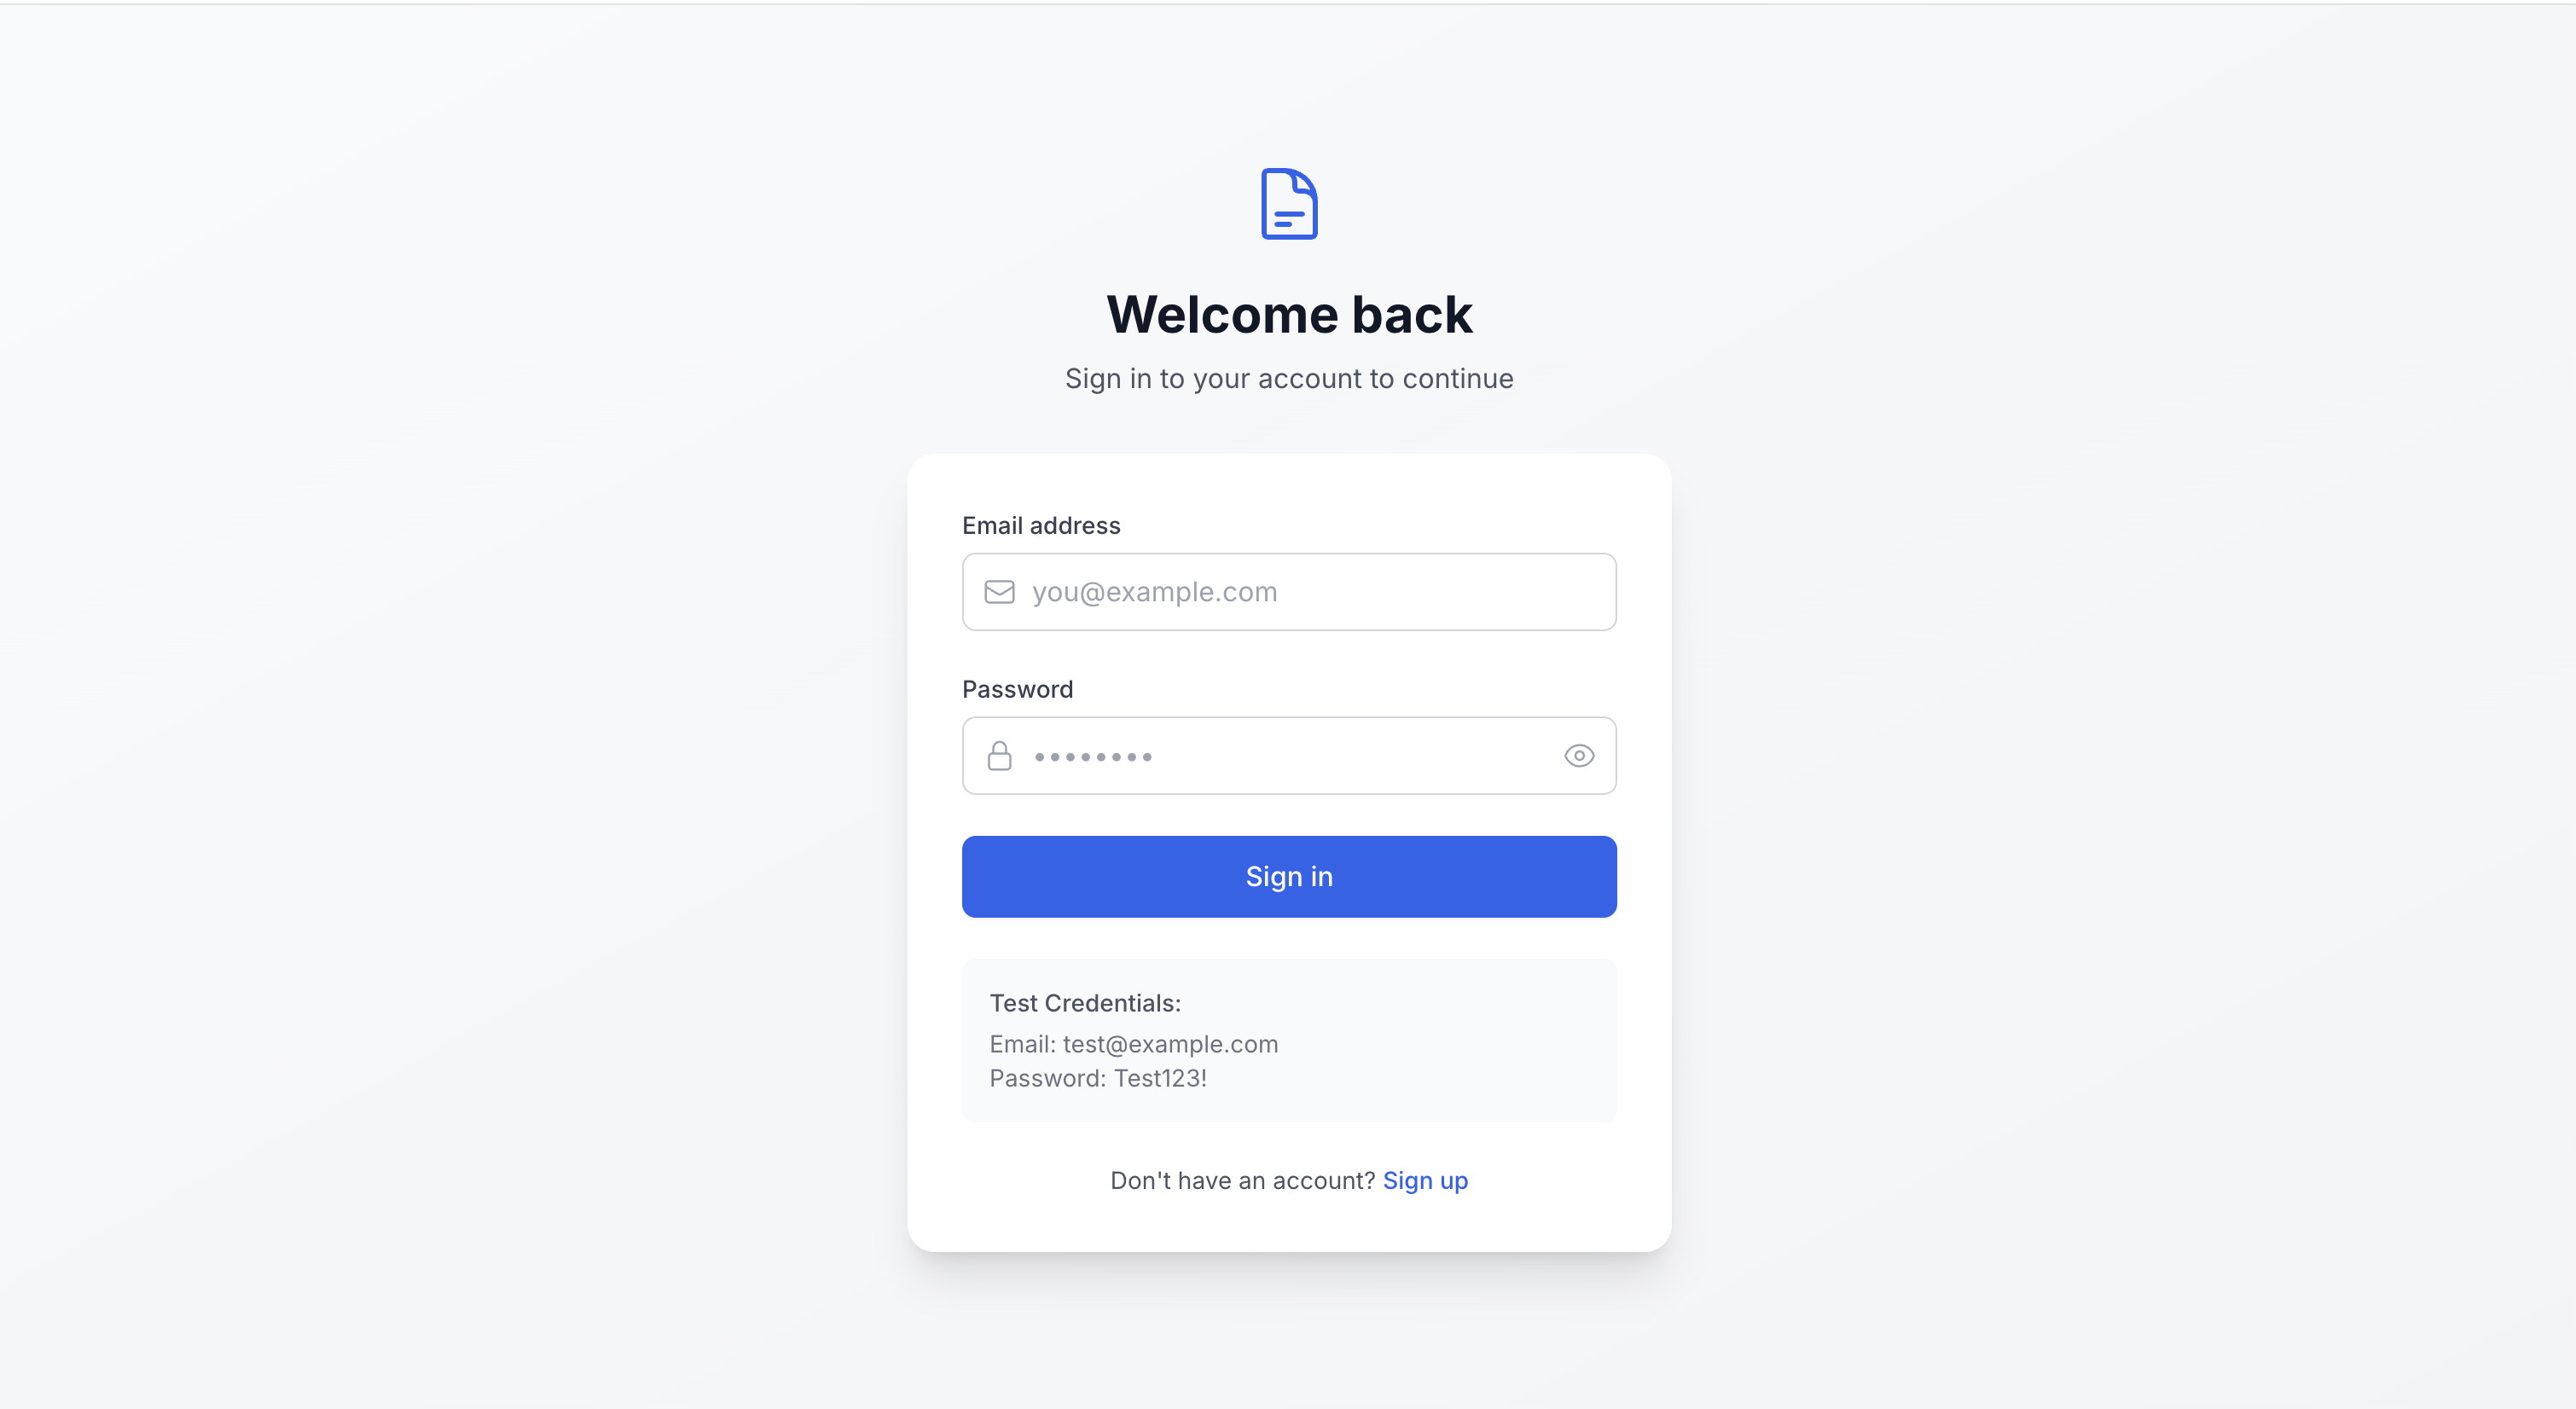 Welcome back
Sign in to your account to continue
Email address
you@example.com
Password
••••••••
Sign in
Test Credentials:
Email: test@example.com
Password: Test123!
Don't have an account? Sign up